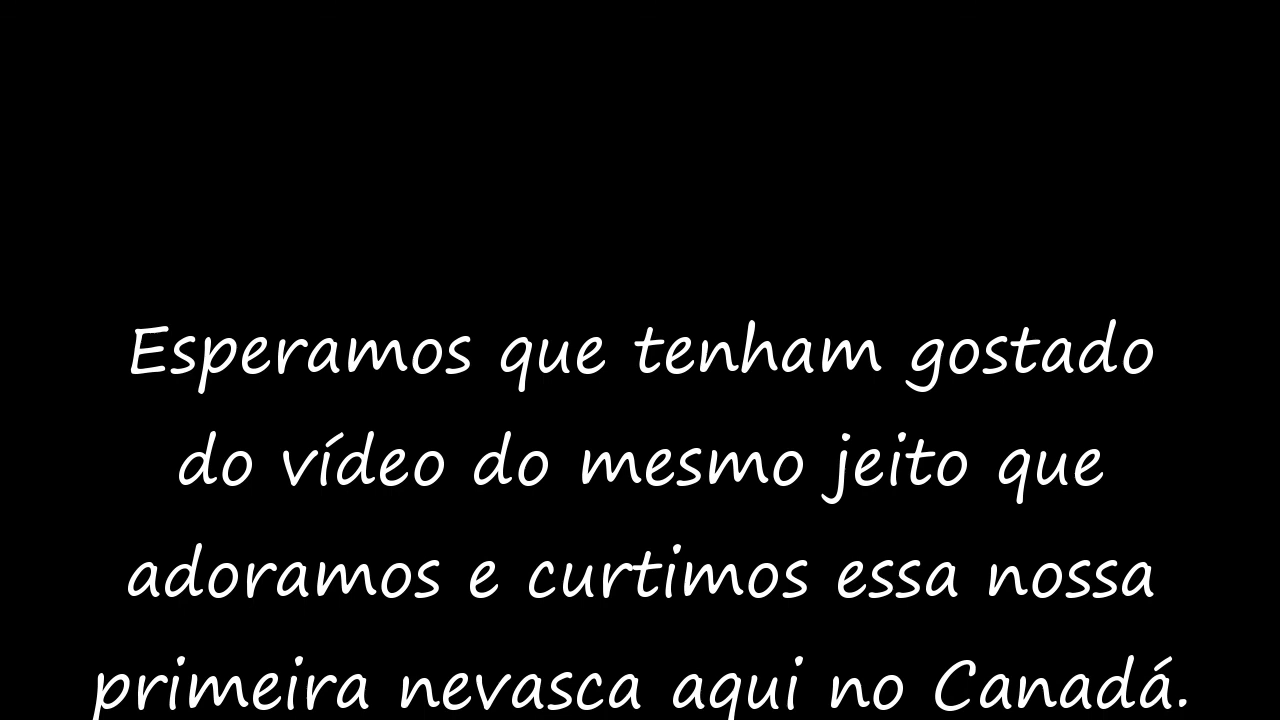 Esperamos que tenham gostado
do vídeo do mesmo jeito que
adoramos e curtimos essa nossa
primeira nevasca aqui no Canadá.